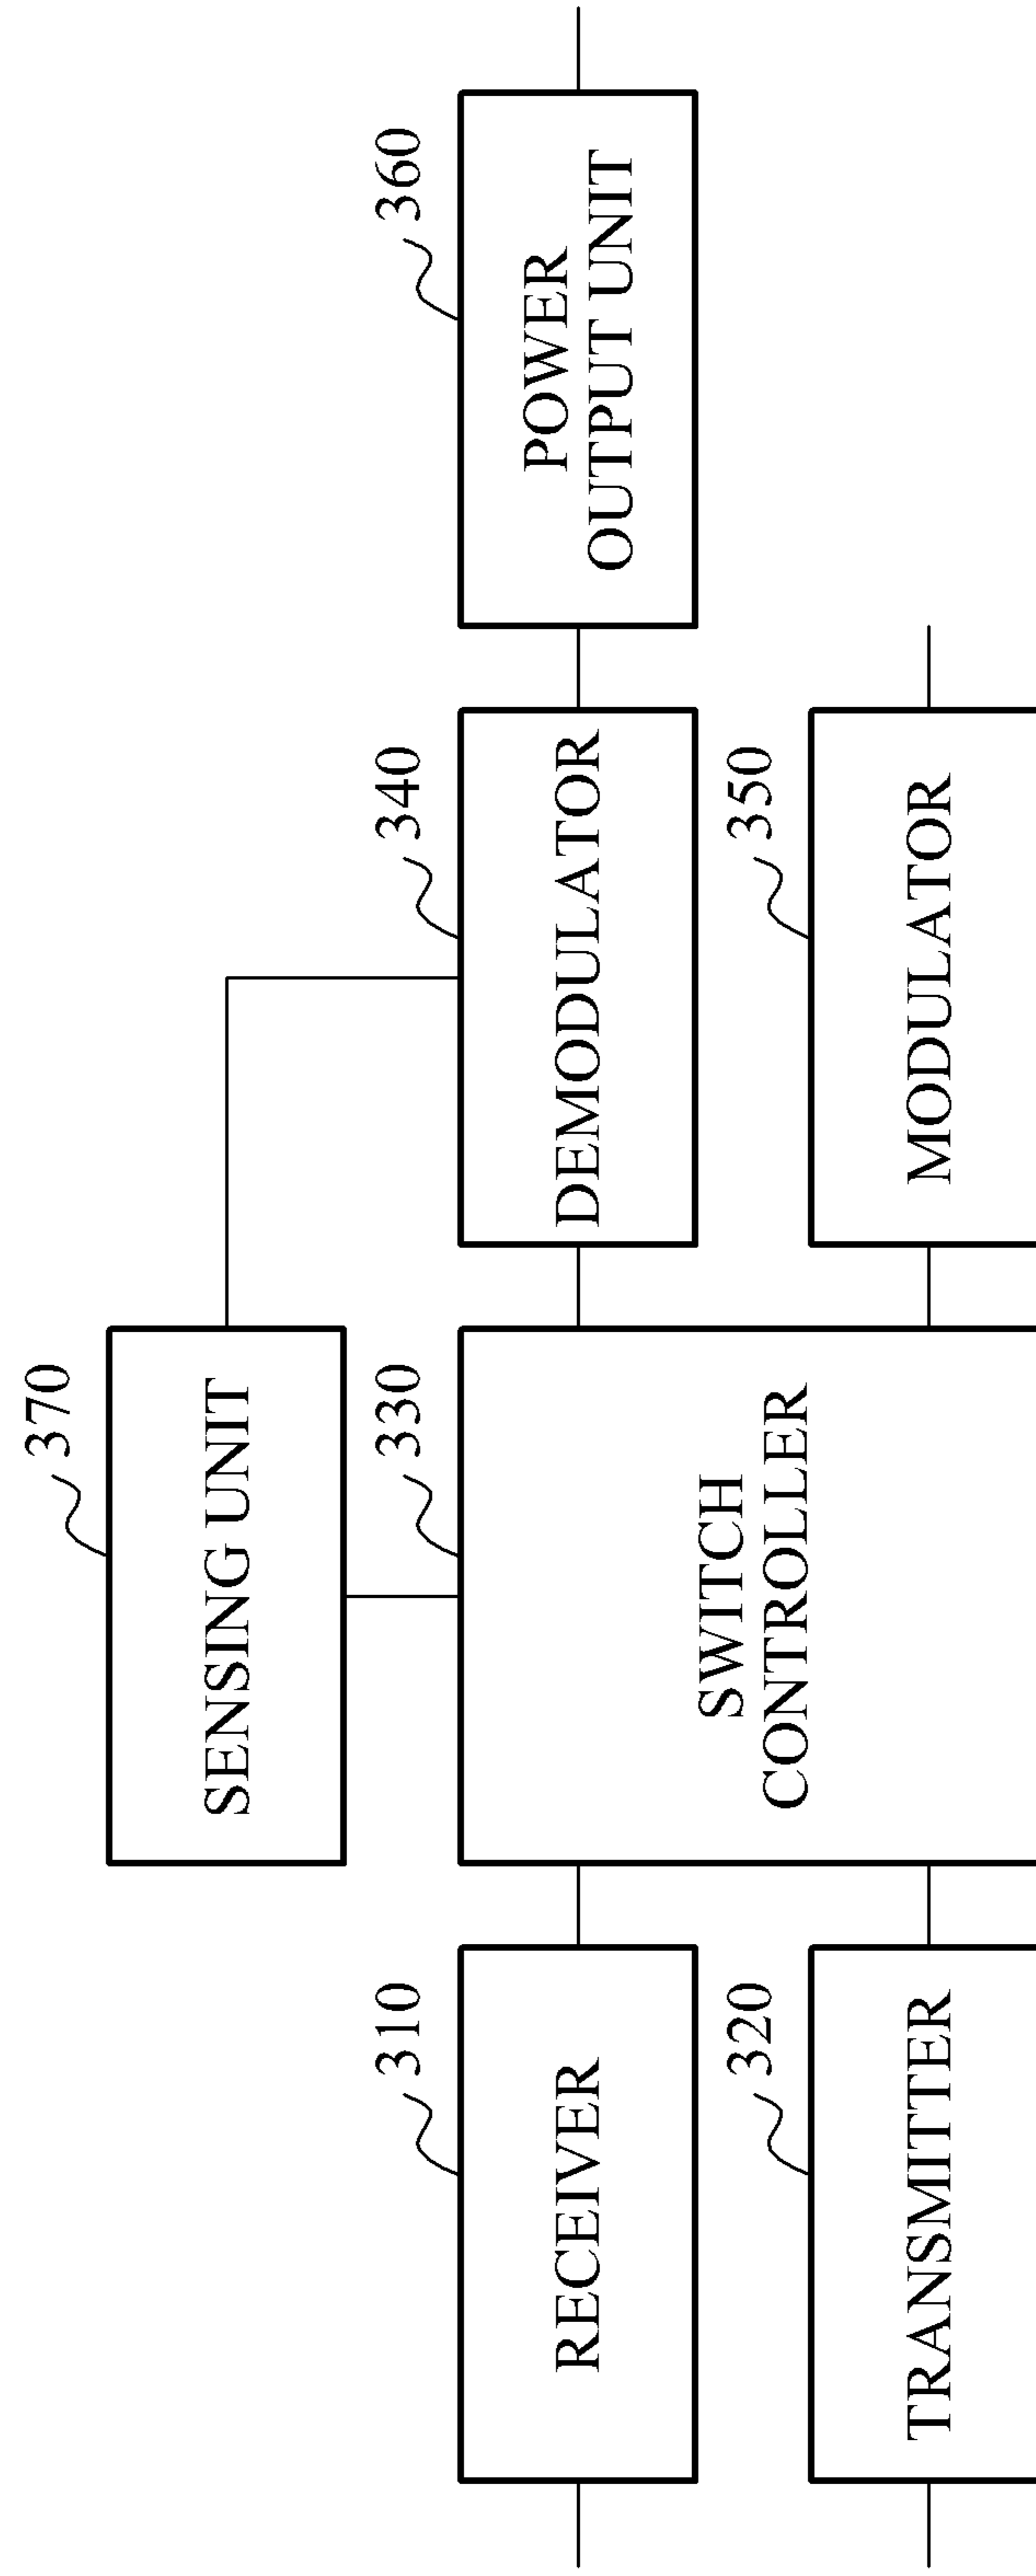 370
SENSING UNIT
310
RECEIVER
330
SWITCH
CONTROLLER
340
DEMODULATOR
360
POWER
OUTPUT UNIT
320
TRANSMITTER
350
MODULATOR